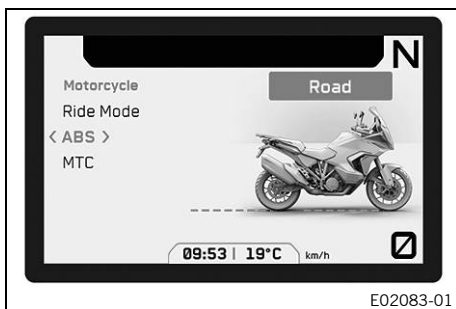 N
Motorcycle
Road
Ride Mode
< ABS >
MTC
09:53 | 19°C km/h
E02083-01